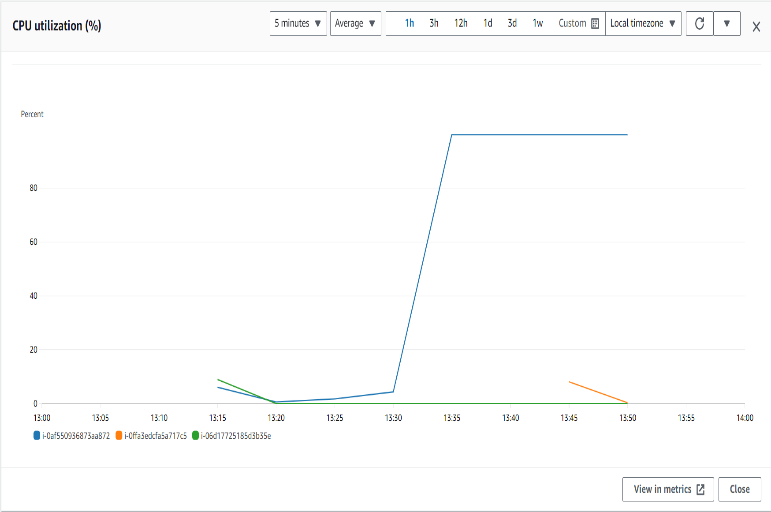 CPU utilization (%)
5 minutes ▼ Average ▼ 1h 3h 12h 1d 3d 1w Custom Local timezone ▼ ▼ X
Percent
80
60
40
20
0
13:00 13:05 13:10 13:15 13:20 13:25 13:30 13:35 13:40 13:45 13:50 13:55 14:00
i-0af550936873aa872 i-0ffa3edcfa5a717c5 i-06d17725185d3b35e
View in metrics Close